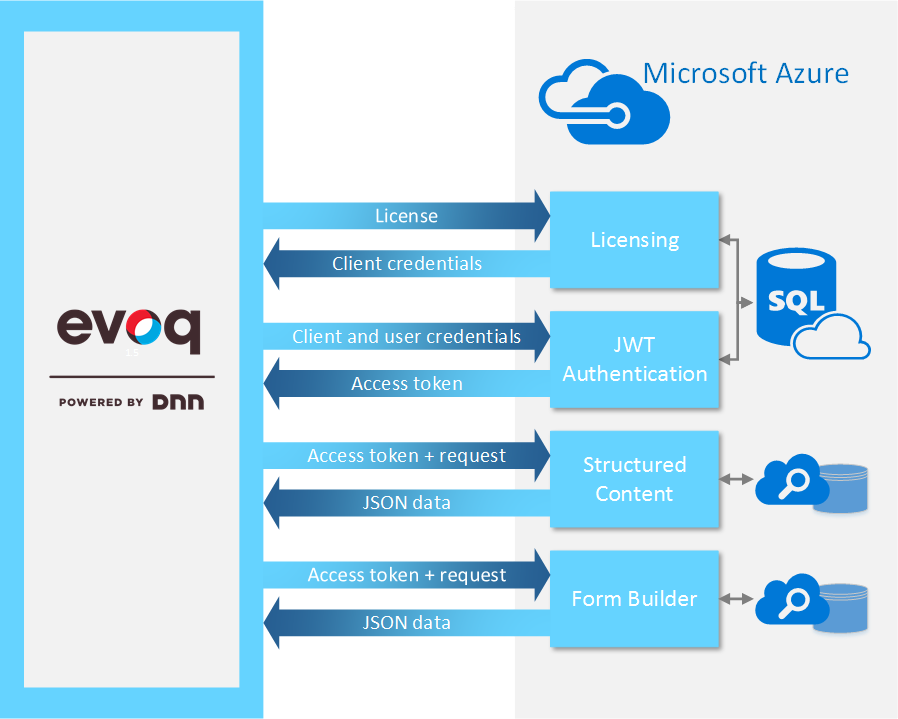 Microsoft Azure
License
Licensing
Client credentials
SQL
evoq
Client and user credentials
JWT
Authentication
Access token
POWERED BY DNN
Access token + request
Structured
Content
JSON data
Access token + request
Form Builder
JSON data